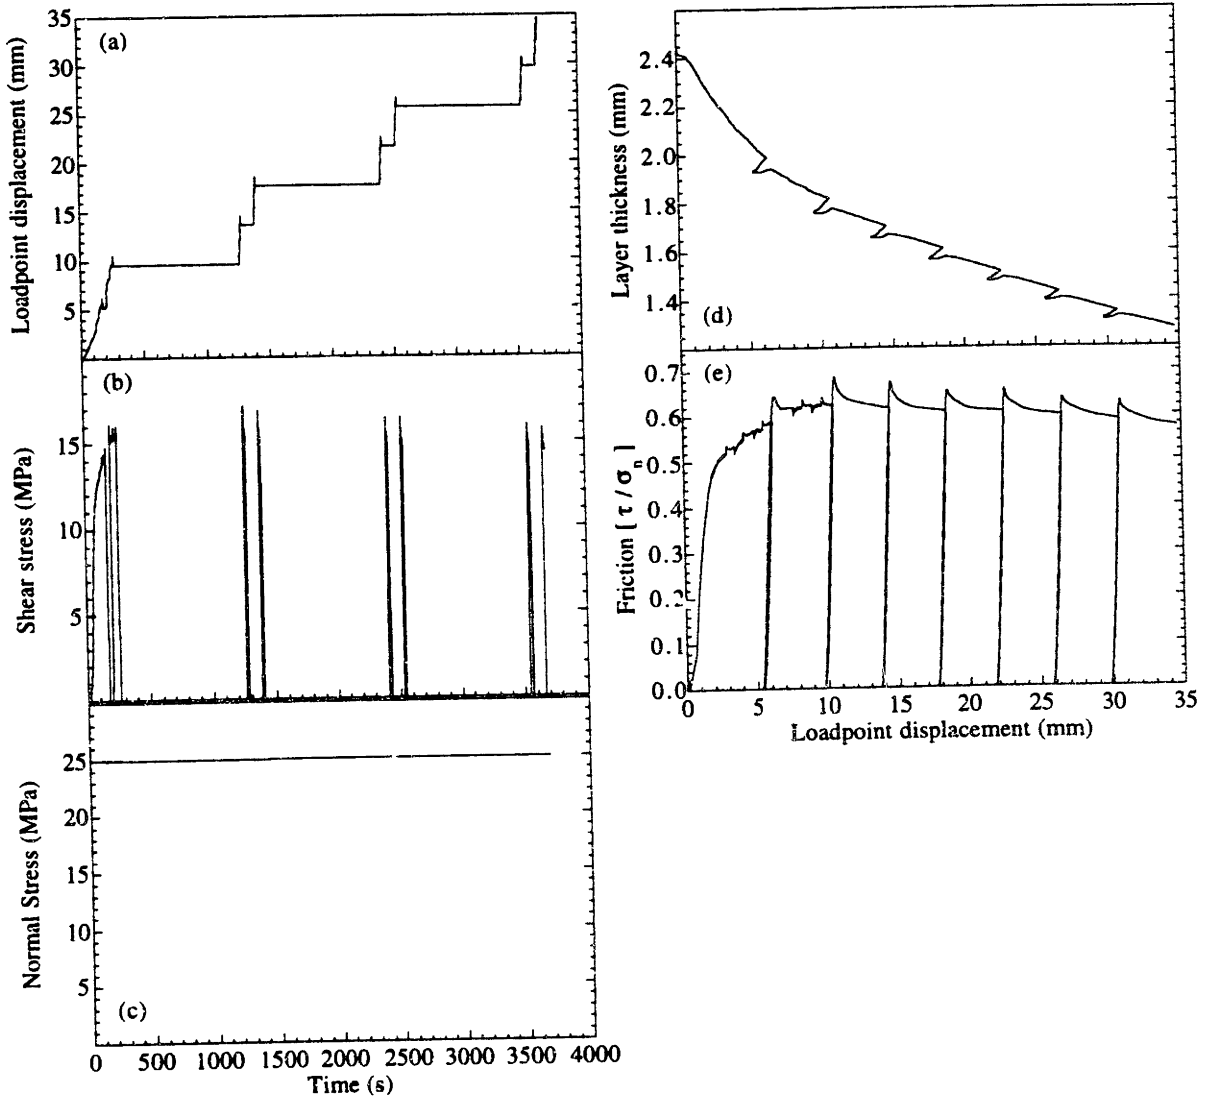 35
30
25
20
15
10
5
Loadpoint displacement (mm)
(a)
15
10
5
Shear stress (MPa)
(b)
25
20
15
10
5
Normal Stress (MPa)
(c)
0 500 1000 1500 2000 2500 3000 3500 4000
Time (s)
2.4
2.2
2.0
1.8
1.6
1.4
Layer thickness (mm)
(d)
0.7
0.6
0.5
0.4
0.3
0.2
0.1
0.0
Friction [ τ / σn ]
(e)
0 5 10 15 20 25 30 35
Loadpoint displacement (mm)